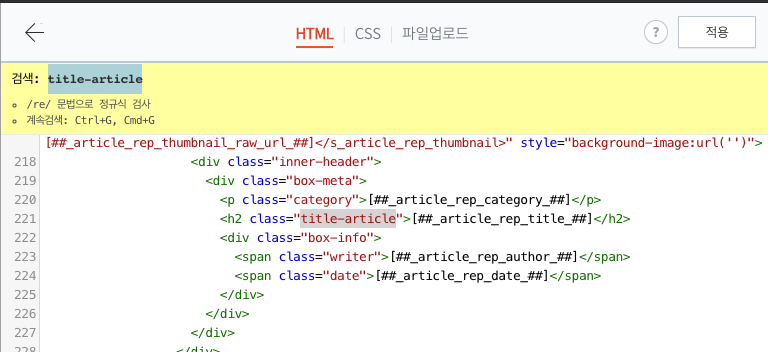 ← HTML CSS 파일업로드 ? 적용
검색: title-article
○ /re/ 문법으로 정규식 검사
○ 계속검색: Ctrl+G, Cmd+G
[##_article_rep_thumbnail_raw_url_##]</s_article_rep_thumbnail>" style="background-image:url('')">
218 <div class="inner-header">
219 <div class="box-meta">
220 <p class="category">[##_article_rep_category_##]</p>
221 <h2 class="title-article">[##_article_rep_title_##]</h2>
222 <div class="box-info">
223 <span class="writer">[##_article_rep_author_##]</span>
224 <span class="date">[##_article_rep_date_##]</span>
225 </div>
226 </div>
227 </div>
228 </div>